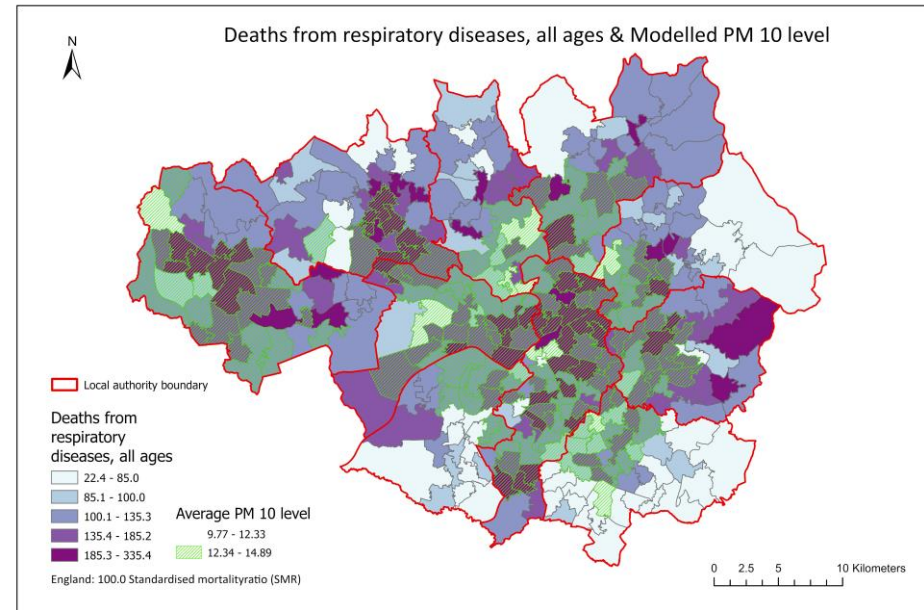 Deaths from respiratory diseases, all ages & Modelled PM 10 level
N
Local authority boundary
Deaths from
respiratory
diseases, all ages
22.4 - 85.0
85.1 - 100.0
100.1 - 135.3
135.4 - 185.2
185.3 - 335.4
Average PM 10 level
9.77 - 12.33
12.34 - 14.89
England: 100.0 Standardised mortalityratio (SMR)
0 2.5 5 10 Kilometers